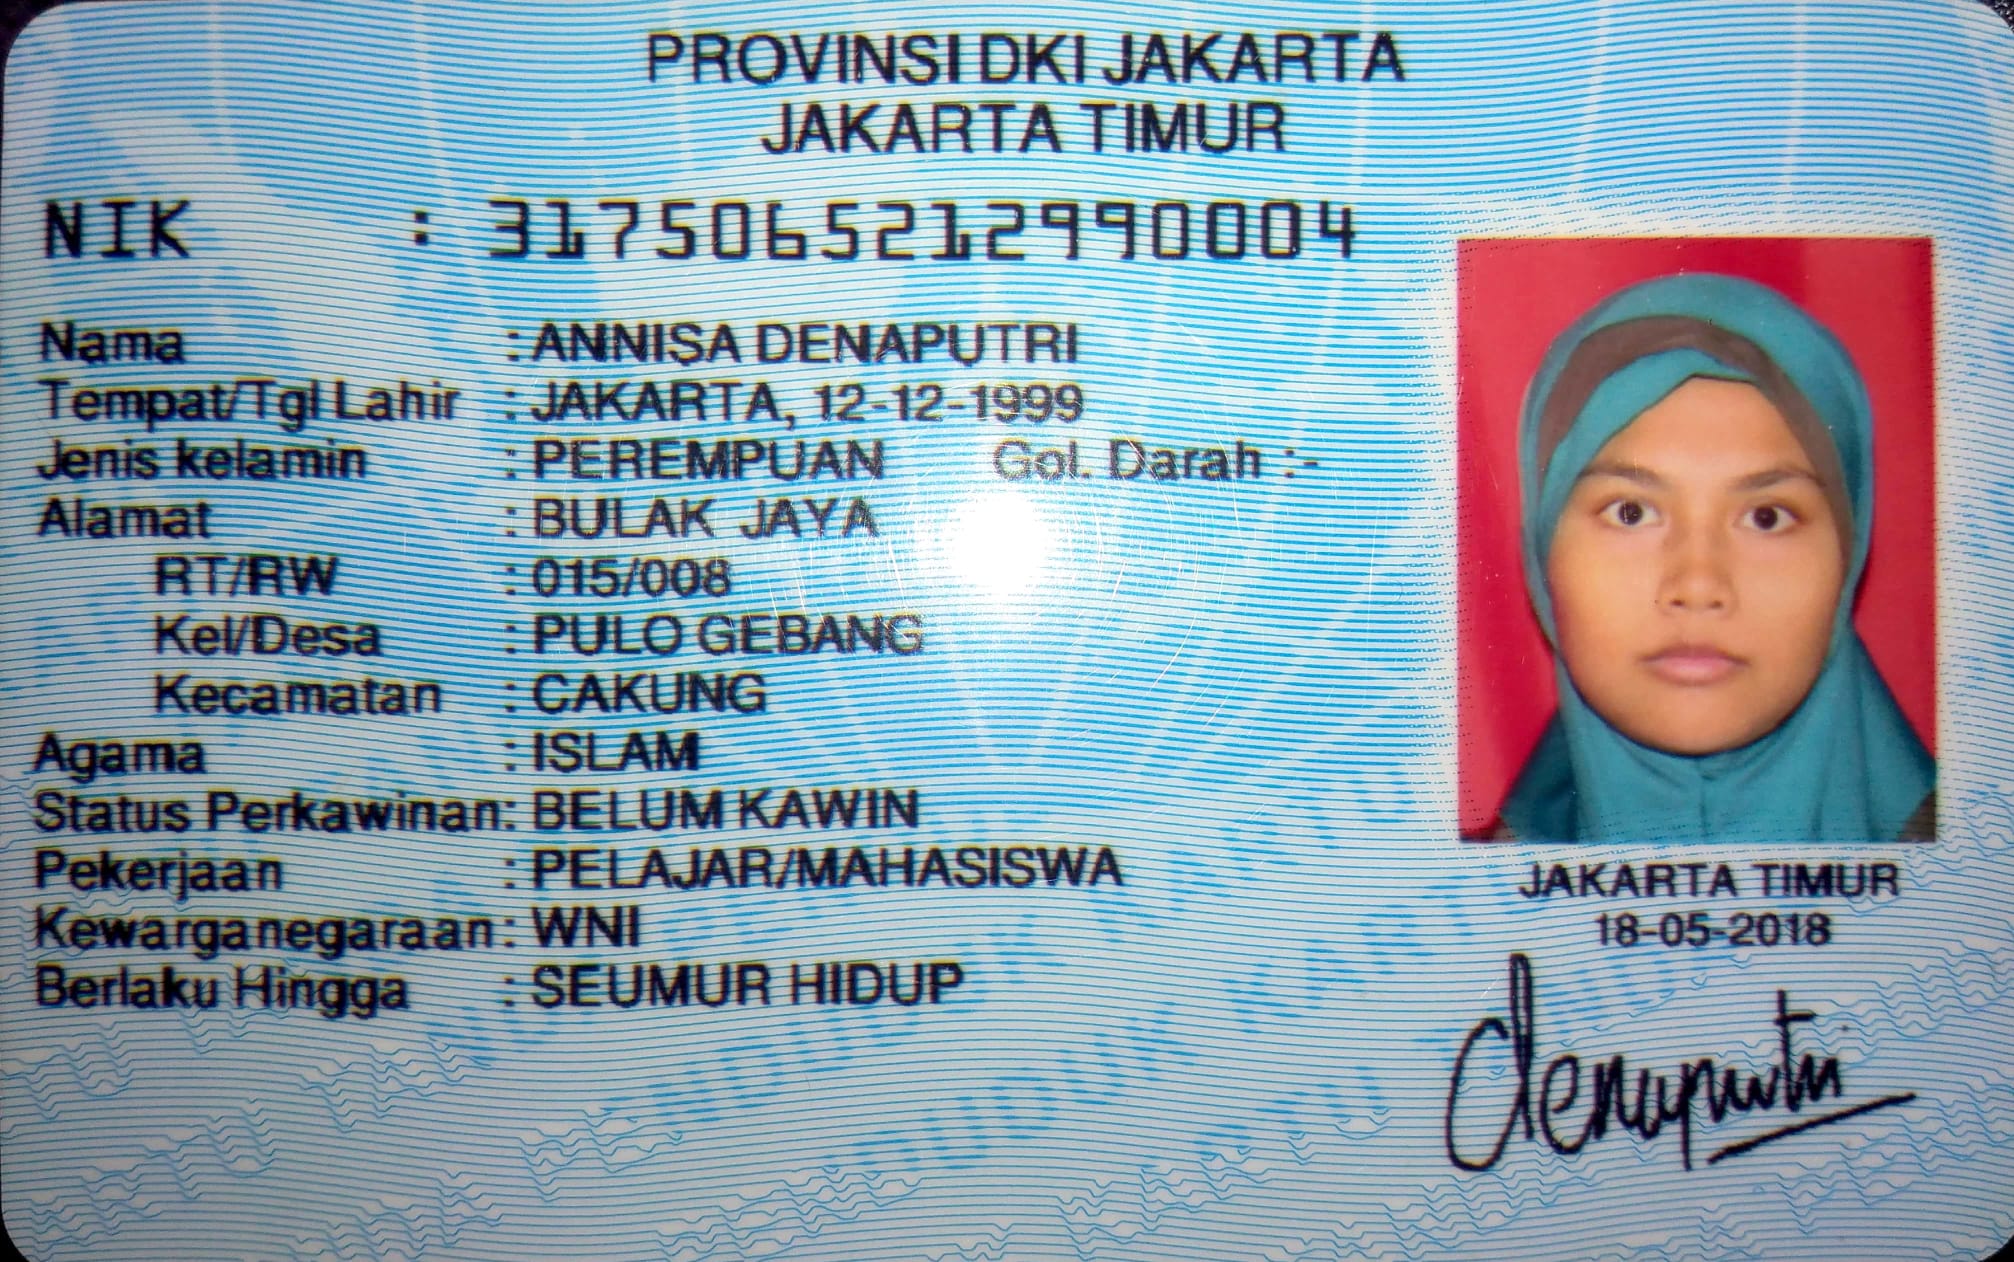 PROVINSI DKI JAKARTA
JAKARTA TIMUR
NIK : 3175065212990004
Nama : ANNISA DENAPUTRI
Tempat/Tgl Lahir : JAKARTA, 12-12-1999
Jenis kelamin : PEREMPUAN Gol. Darah : -
Alamat : BULAK JAYA
RT/RW : 015/008
Kel/Desa : PULO GEBANG
Kecamatan : CAKUNG
Agama : ISLAM
Status Perkawinan: BELUM KAWIN
Pekerjaan : PELAJAR/MAHASISWA
Kewarganegaraan: WNI
Berlaku Hingga : SEUMUR HIDUP
JAKARTA TIMUR
18-05-2018
Denaputri